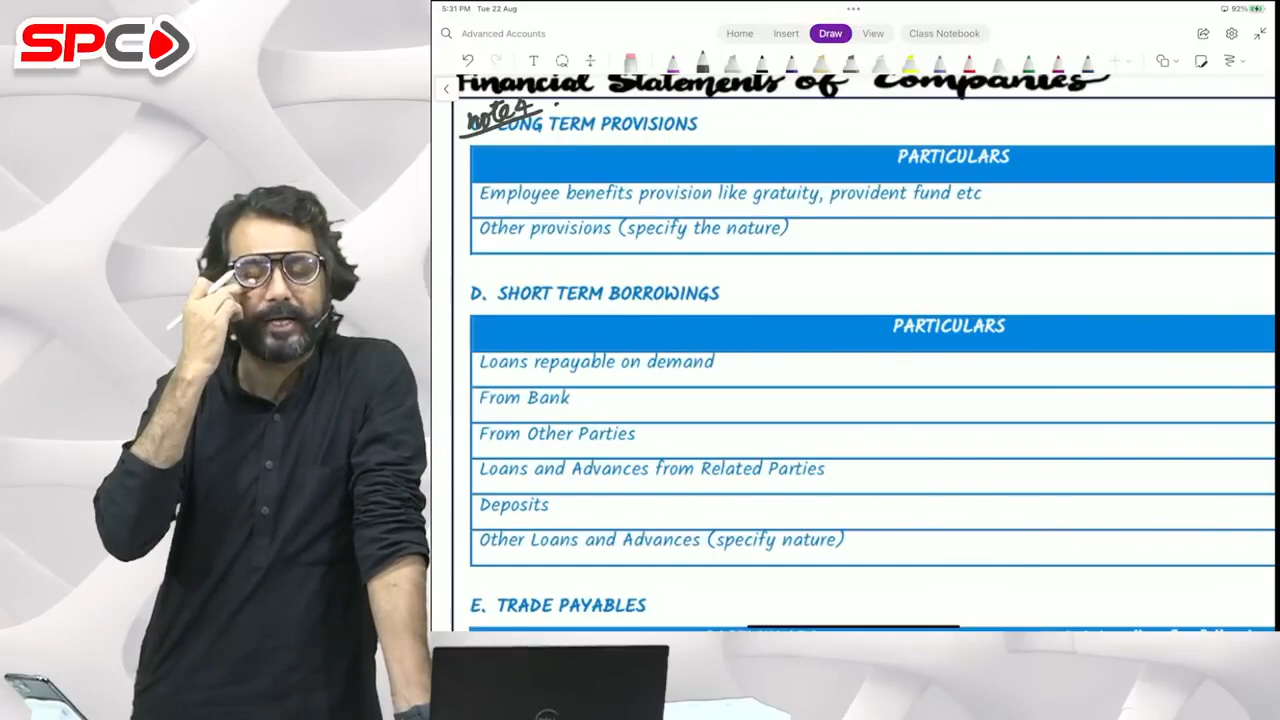 SPC
5:31 PM Tue 22 Aug
92%
Advanced Accounts
Home Insert Draw View Class Notebook
Financial Statements of Companies
note 4
LONG TERM PROVISIONS
PARTICULARS
Employee benefits provision like gratuity, provident fund etc
Other provisions (specify the nature)
D. SHORT TERM BORROWINGS
PARTICULARS
Loans repayable on demand
From Bank
From Other Parties
Loans and Advances from Related Parties
Deposits
Other Loans and Advances (specify nature)
E. TRADE PAYABLES
DELL